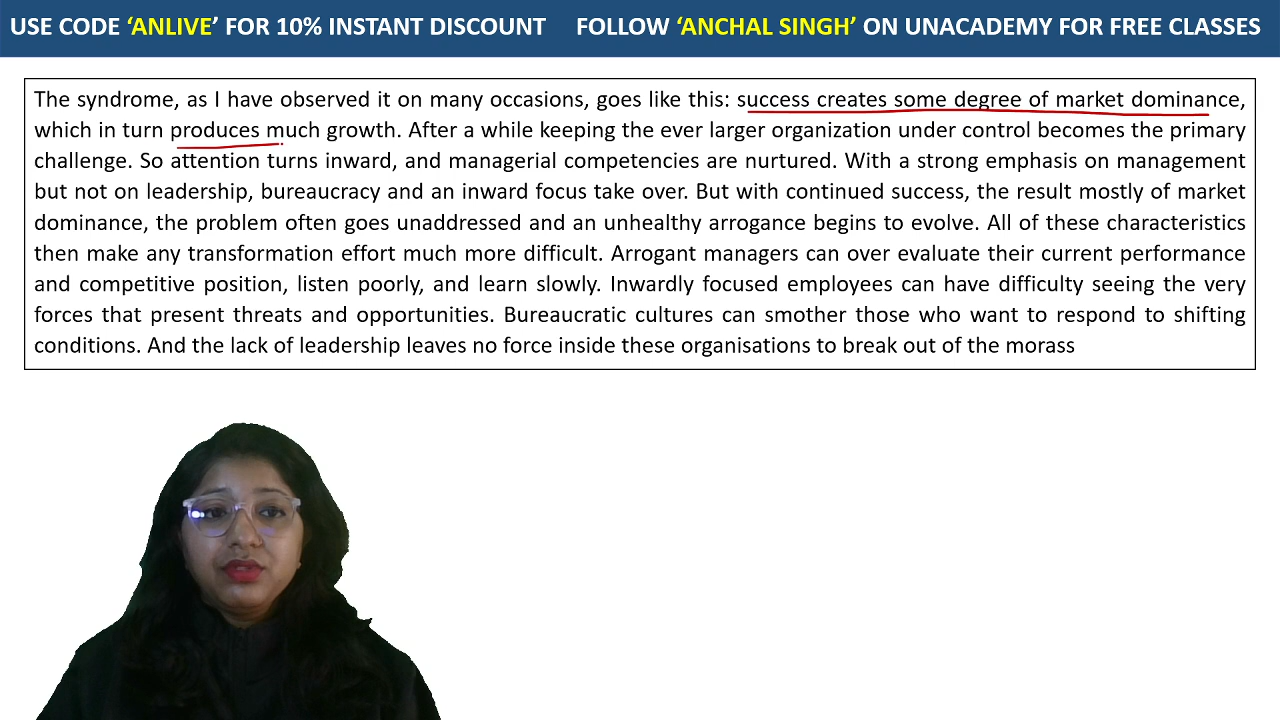 USE CODE ‘ANLIVE’ FOR 10% INSTANT DISCOUNT FOLLOW ‘ANCHAL SINGH’ ON UNACADEMY FOR FREE CLASSES
The syndrome, as I have observed it on many occasions, goes like this: success creates some degree of market dominance,
which in turn produces much growth. After a while keeping the ever larger organization under control becomes the primary
challenge. So attention turns inward, and managerial competencies are nurtured. With a strong emphasis on management
but not on leadership, bureaucracy and an inward focus take over. But with continued success, the result mostly of market
dominance, the problem often goes unaddressed and an unhealthy arrogance begins to evolve. All of these characteristics
then make any transformation effort much more difficult. Arrogant managers can over evaluate their current performance
and competitive position, listen poorly, and learn slowly. Inwardly focused employees can have difficulty seeing the very
forces that present threats and opportunities. Bureaucratic cultures can smother those who want to respond to shifting
conditions. And the lack of leadership leaves no force inside these organisations to break out of the morass